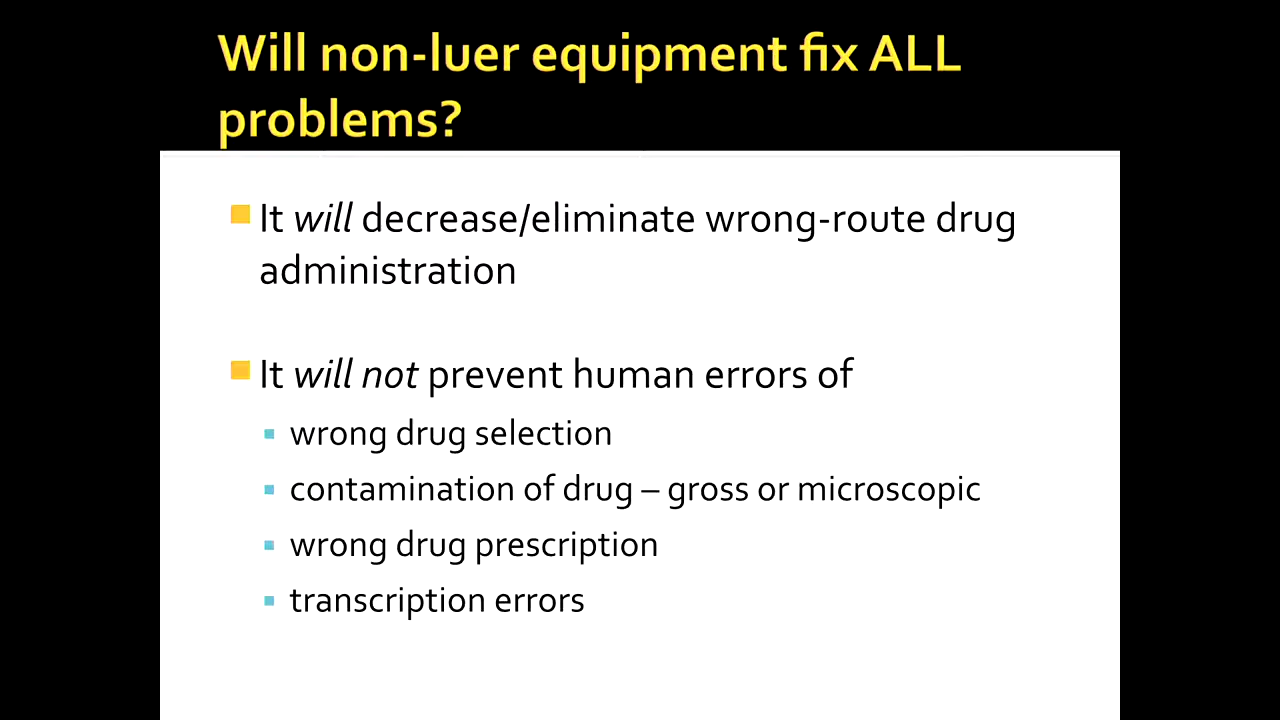 Will non-luer equipment fix ALL
problems?
It will decrease/eliminate wrong-route drug
administration
It will not prevent human errors of
wrong drug selection
contamination of drug – gross or microscopic
wrong drug prescription
transcription errors